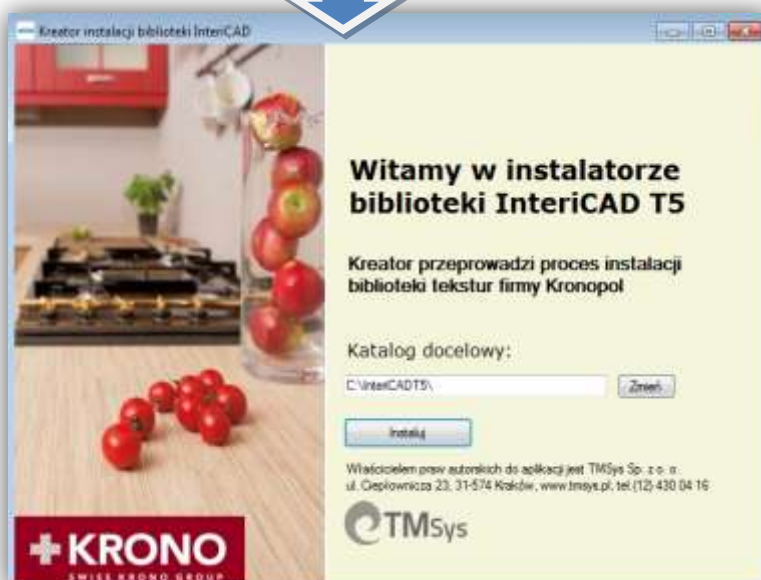 Kreator instalacji biblioteki InteriCAD
Witamy w instalatorze
biblioteki InteriCAD T5
Kreator przeprowadzi proces instalacji
biblioteki tekstur firmy Kronopol
Katalog docelowy:
C:\InteriCADT5\
Zmień
Instaluj
Właścicielem praw autorskich do aplikacji jest TMSys Sp. z o. o.
ul. Ciepłownicza 23, 31-574 Kraków, www.tmsys.pl, tel.(12) 430 04 16
TMSys
KRONO
SWISS KRONO GROUP